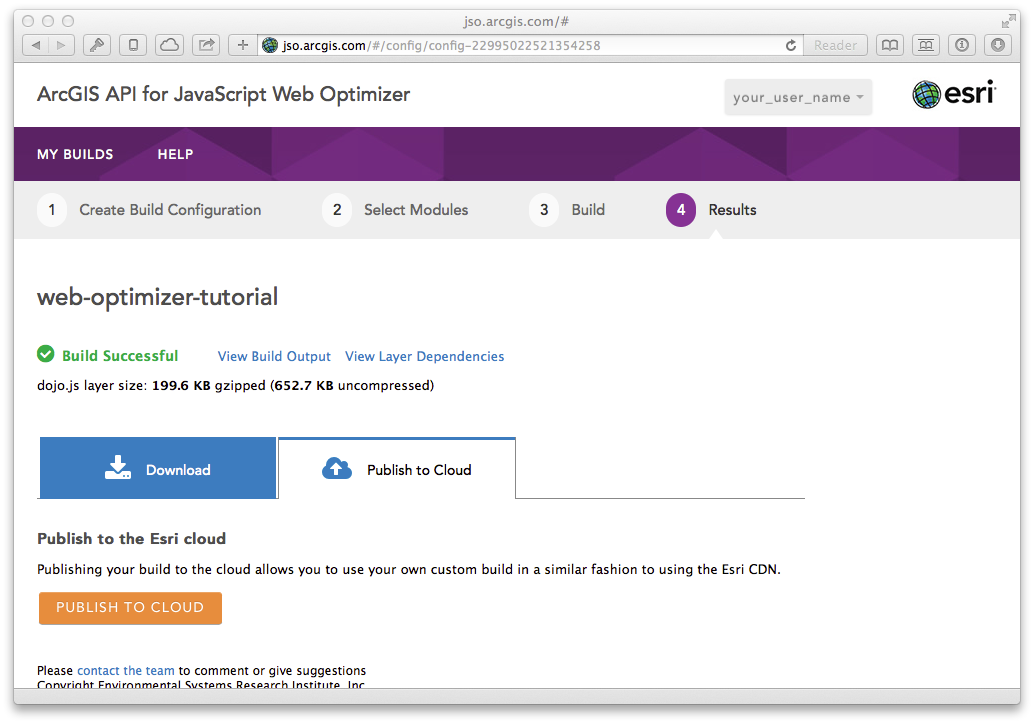 jso.arcgis.com/#
jso.arcgis.com/#/config/config-22995022521354258
Reader
ArcGIS API for JavaScript Web Optimizer
your_user_name
esri
MY BUILDS
HELP
1 Create Build Configuration
2 Select Modules
3 Build
4 Results
web-optimizer-tutorial
Build Successful
View Build Output
View Layer Dependencies
dojo.js layer size: 199.6 KB gzipped (652.7 KB uncompressed)
Download
Publish to Cloud
Publish to the Esri cloud
Publishing your build to the cloud allows you to use your own custom build in a similar fashion to using the Esri CDN.
PUBLISH TO CLOUD
Please contact the team to comment or give suggestions
Copyright Environmental Systems Research Institute, Inc